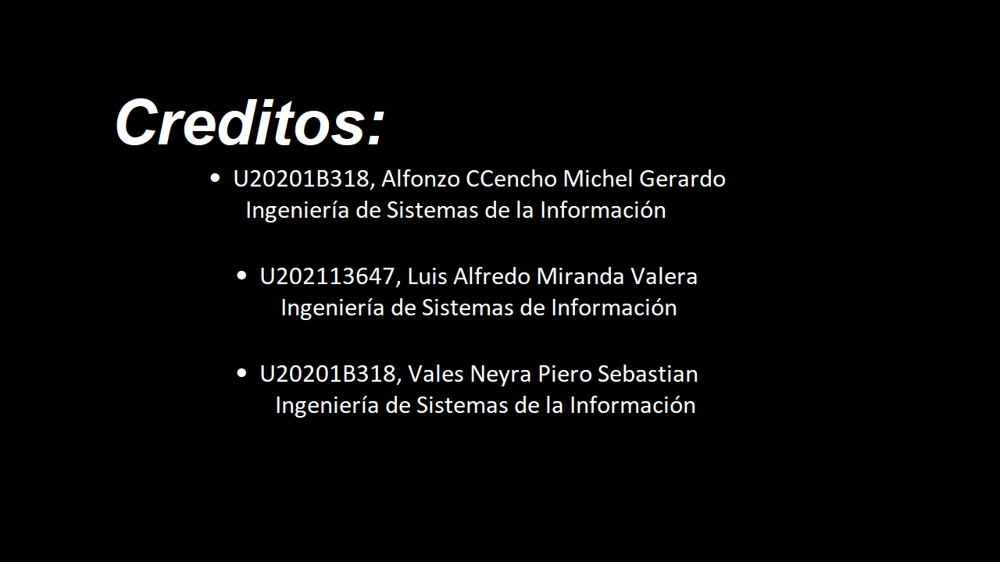 Creditos:
• U20201B318, Alfonzo CCencho Michel Gerardo
Ingeniería de Sistemas de la Información
• U202113647, Luis Alfredo Miranda Valera
Ingeniería de Sistemas de Información
• U20201B318, Vales Neyra Piero Sebastian
Ingeniería de Sistemas de la Información